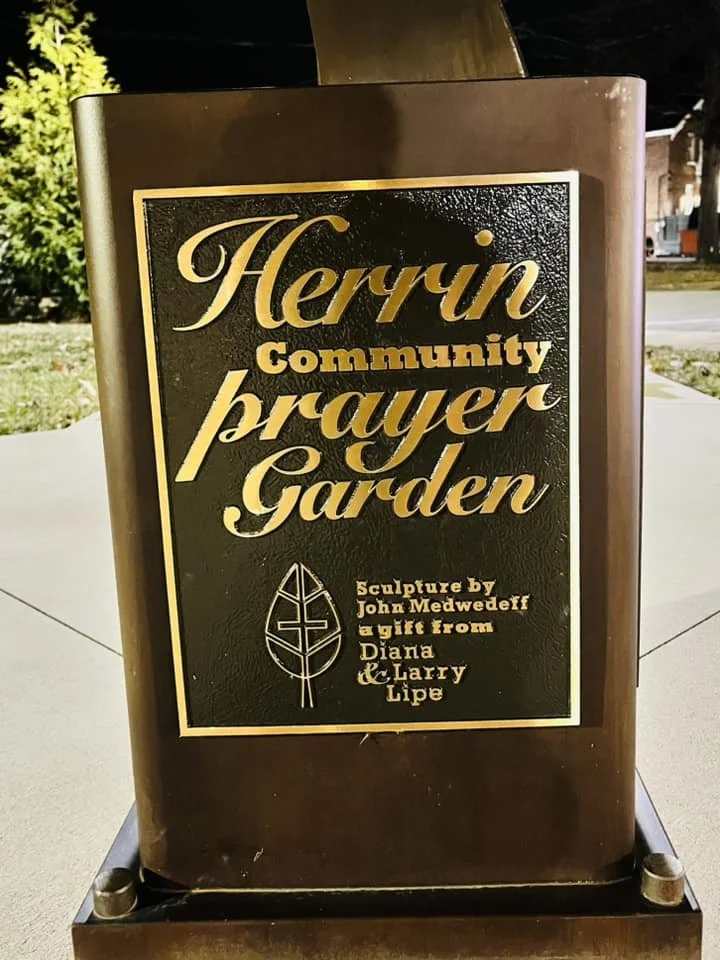 Herrin
Community
prayer
Garden
Sculpture by
John Medwedeff
a gift from
Diana
& Larry
Lipe